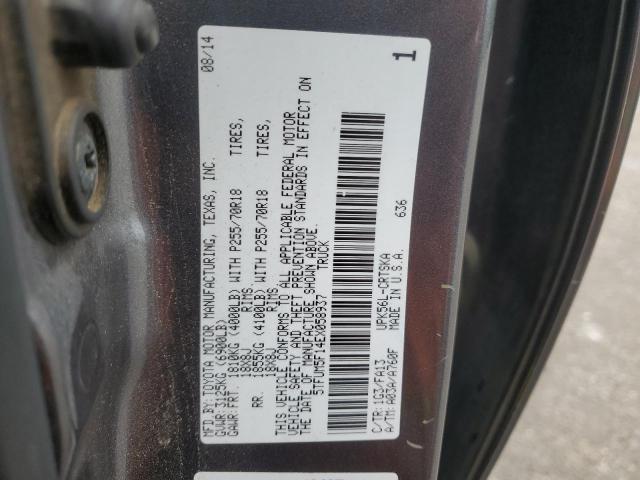 MFD BY: TOYOTA MOTOR MANUFACTURING, TEXAS, INC. 08/14
GVWR: 3125KG (6900LB)
GAWR: FRT. 1810KG (4000LB) WITH P255/70R18 TIRES,
18X8J RIMS
RR. 1855KG (4100LB) WITH P255/70R18 TIRES,
18X8J RIMS
THIS VEHICLE CONFORMS TO ALL APPLICABLE FEDERAL MOTOR
VEHICLE SAFETY AND THEFT PREVENTION STANDARDS IN EFFECT ON
THE DATE OF MANUFACTURE SHOWN ABOVE.
5TFUM5F14EX058937 TRUCK
C/TR:1G3/FA13 UPK56L-CRTSKA 636
A/TM:A03A/A760F MADE IN U.S.A.
1